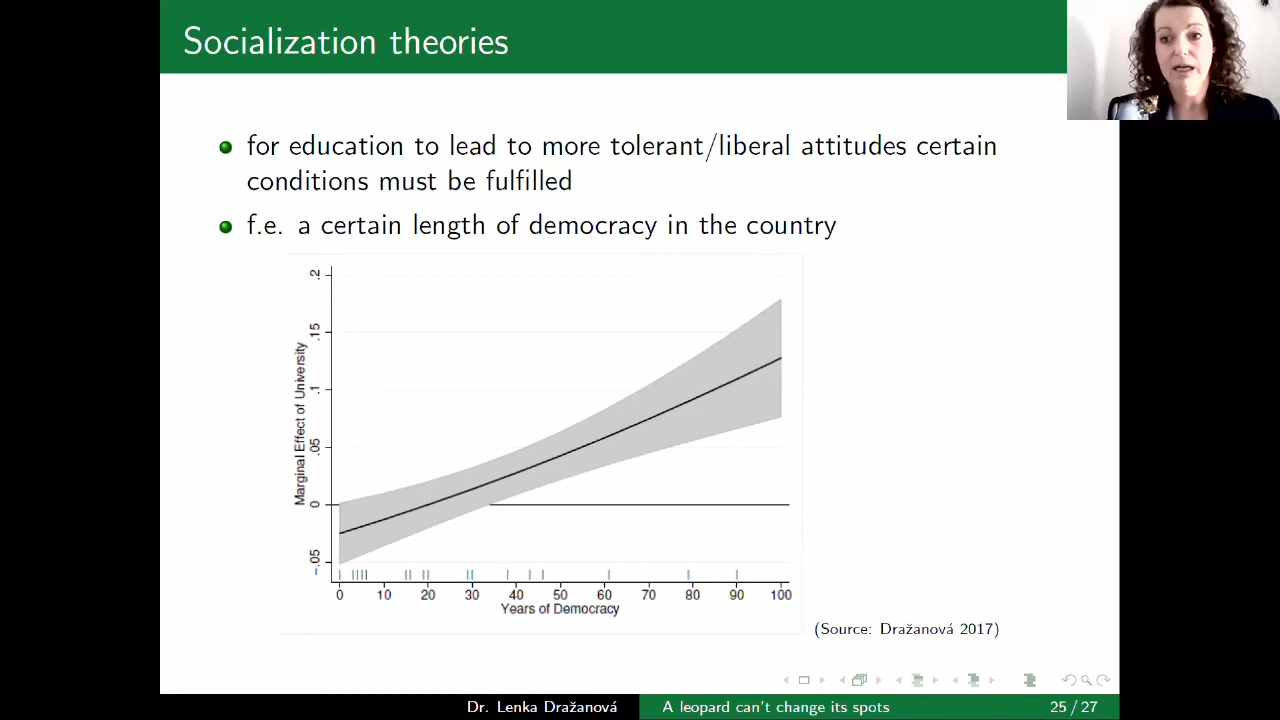 Socialization theories
for education to lead to more tolerant/liberal attitudes certain
conditions must be fulfilled
f.e. a certain length of democracy in the country
Marginal Effect of University
.2
.15
.1
.05
0
-.05
0 10 20 30 40 50 60 70 80 90 100
Years of Democracy
(Source: Dražanová 2017)
Dr. Lenka Dražanová
A leopard can't change its spots
25 / 27